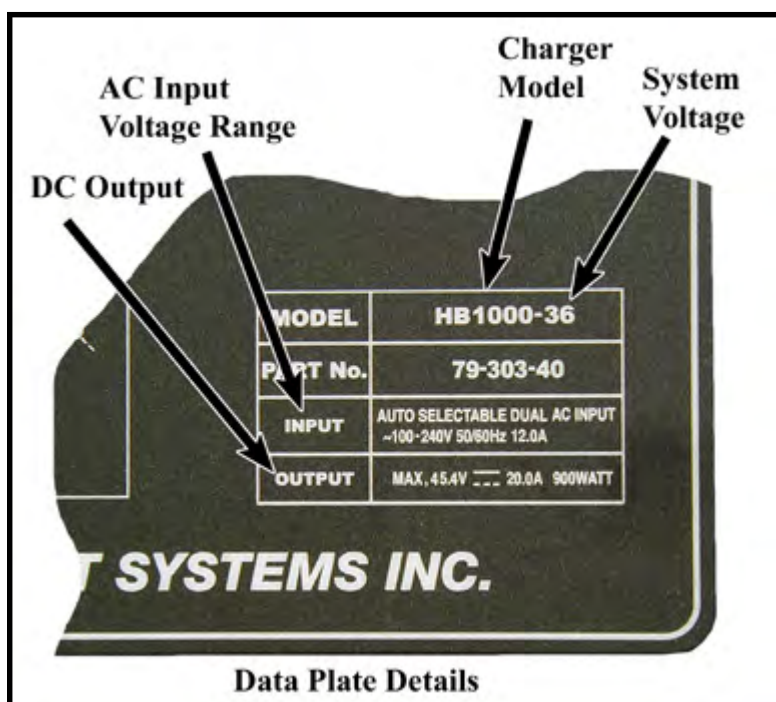 Charger
Model
System
Voltage
AC Input
Voltage Range
DC Output
MODEL HB1000-36
PART No. 79-303-40
INPUT AUTO SELECTABLE DUAL AC INPUT
~100-240V 50/60Hz 12.0A
OUTPUT MAX, 45.4V 20.0A 900WATT
T SYSTEMS INC.
Data Plate Details